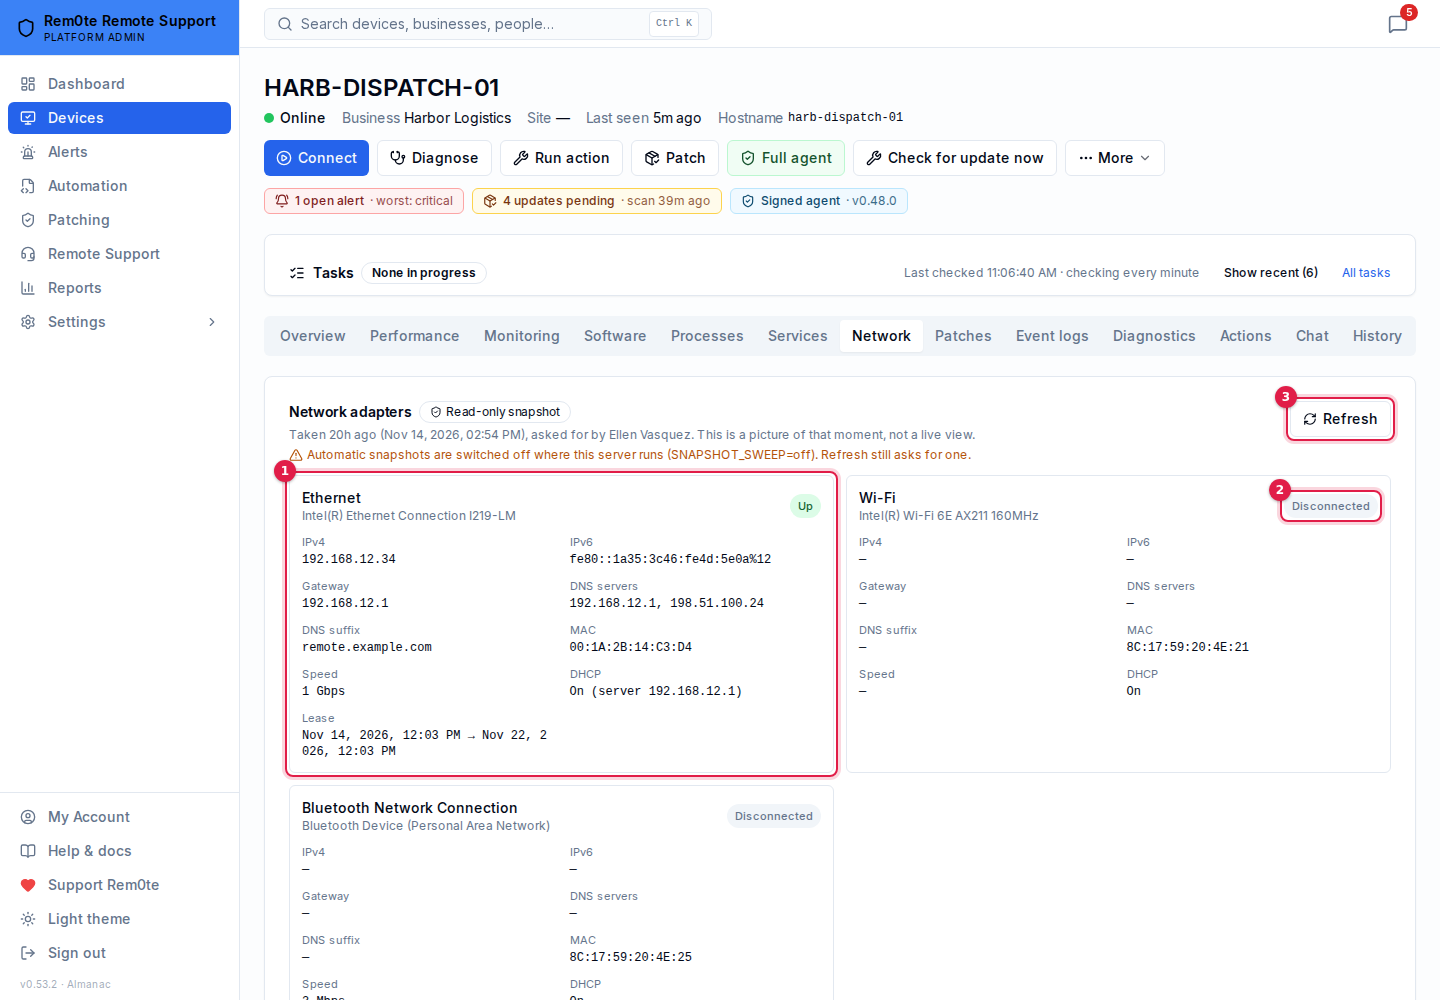 Rem0te Remote Support
PLATFORM ADMIN
Search devices, businesses, people…
Ctrl K
5
Dashboard
Devices
Alerts
Automation
Patching
Remote Support
Reports
Settings
My Account
Help & docs
Support Rem0te
Light theme
Sign out
v0.53.2 · Almanac
HARB-DISPATCH-01
Online Business Harbor Logistics Site — Last seen 5m ago Hostname harb-dispatch-01
Connect Diagnose Run action Patch Full agent Check for update now ··· More
1 open alert · worst: critical 4 updates pending · scan 39m ago Signed agent · v0.48.0
Tasks None in progress Last checked 11:06:40 AM · checking every minute Show recent (6) All tasks
Overview Performance Monitoring Software Processes Services Network Patches Event logs Diagnostics Actions Chat History
Network adapters Read-only snapshot
Taken 20h ago (Nov 14, 2026, 02:54 PM), asked for by Ellen Vasquez. This is a picture of that moment, not a live view.
Automatic snapshots are switched off where this server runs (SNAPSHOT_SWEEP=off). Refresh still asks for one.
3
Refresh
1
Ethernet
Intel(R) Ethernet Connection I219-LM
Up
IPv4 IPv6
192.168.12.34 fe80::1a35:3c46:fe4d:5e0a%12
Gateway DNS servers
192.168.12.1 192.168.12.1, 198.51.100.24
DNS suffix MAC
remote.example.com 00:1A:2B:14:C3:D4
Speed DHCP
1 Gbps On (server 192.168.12.1)
Lease
Nov 14, 2026, 12:03 PM → Nov 22, 2
026, 12:03 PM
2
Wi-Fi
Intel(R) Wi-Fi 6E AX211 160MHz
Disconnected
IPv4 IPv6
— —
Gateway DNS servers
— —
DNS suffix MAC
— 8C:17:59:20:4E:21
Speed DHCP
— On
Bluetooth Network Connection
Bluetooth Device (Personal Area Network)
Disconnected
IPv4 IPv6
— —
Gateway DNS servers
— —
DNS suffix MAC
— 8C:17:59:20:4E:25
Speed DHCP
3 Mbps On